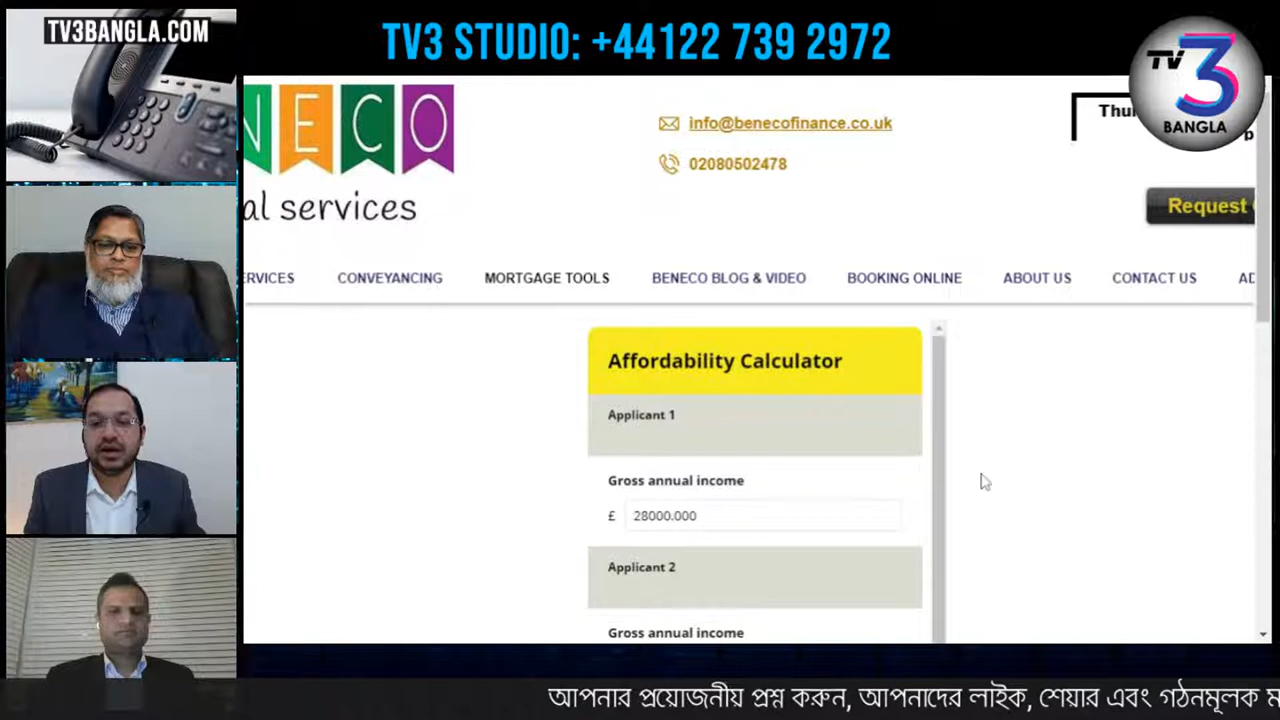 TV3BANGLA.COM
TV3 STUDIO: +44122 739 2972
TV3
BANGLA
NECO
al services
info@benecofinance.co.uk
02080502478
Thu
Request
ERVICES CONVEYANCING MORTGAGE TOOLS BENECO BLOG & VIDEO BOOKING ONLINE ABOUT US CONTACT US AD
Affordability Calculator
Applicant 1
Gross annual income
£ 28000.000
Applicant 2
Gross annual income
আপনার প্রয়োজনীয় প্রশ্ন করুন, আপনাদের লাইক, শেয়ার এবং গঠনমূলক